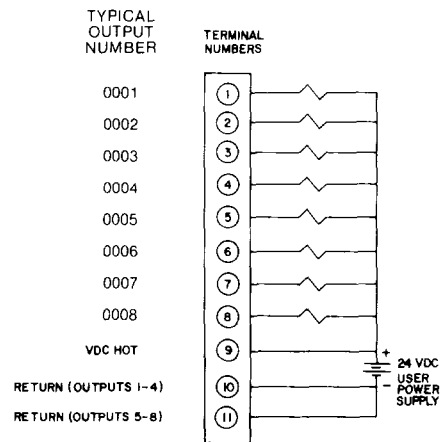 TYPICAL
OUTPUT
NUMBER
TERMINAL
NUMBERS
0001 1
0002 2
0003 3
0004 4
0005 5
0006 6
0007 7
0008 8
VDC HOT 9 +
24 VDC
USER
POWER
SUPPLY
RETURN (OUTPUTS 1-4) 10 -
RETURN (OUTPUTS 5-8) 11